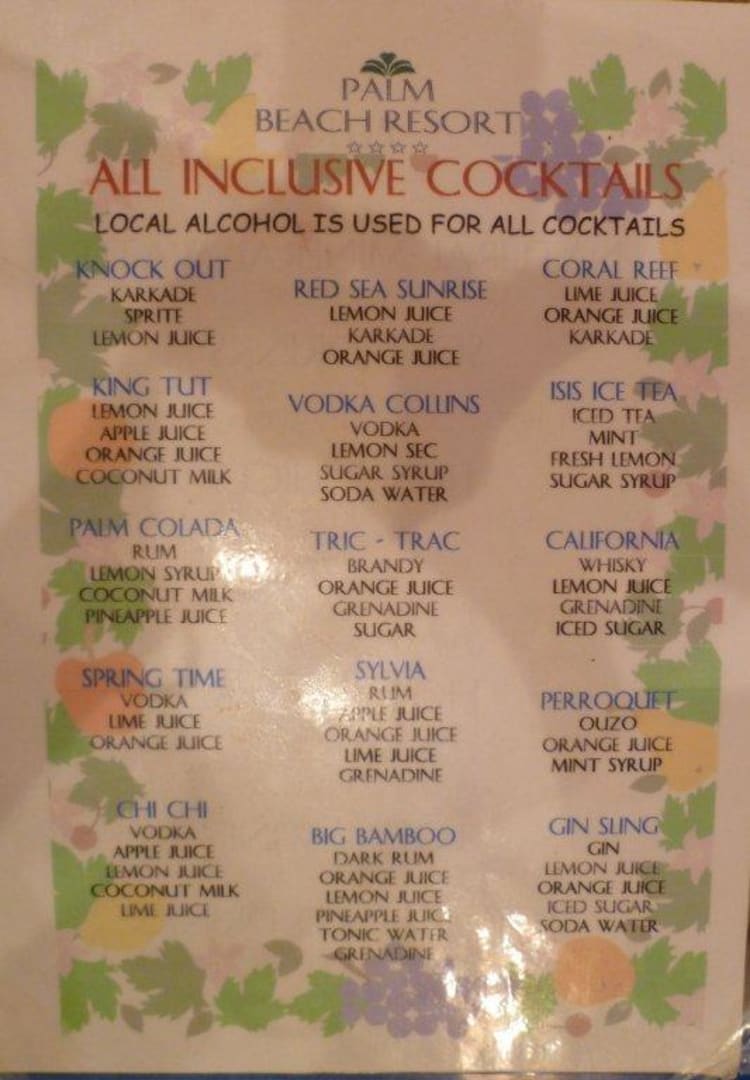 PALM
BEACH RESORT
ALL INCLUSIVE COCKTAILS
LOCAL ALCOHOL IS USED FOR ALL COCKTAILS
KNOCK OUT
KARKADE
SPRITE
LEMON JUICE
KING TUT
LEMON JUICE
APPLE JUICE
ORANGE JUICE
COCONUT MILK
PALM COLADA
RUM
LEMON SYRUP
COCONUT MILK
PINEAPPLE JUICE
SPRING TIME
VODKA
LIME JUICE
ORANGE JUICE
CHI CHI
VODKA
APPLE JUICE
LEMON JUICE
COCONUT MILK
LIME JUICE
RED SEA SUNRISE
LEMON JUICE
KARKADE
ORANGE JUICE
VODKA COLLINS
VODKA
LEMON SEC
SUGAR SYRUP
SODA WATER
TRIC - TRAC
BRANDY
ORANGE JUICE
GRENADINE
SUGAR
SYLVIA
RUM
APPLE JUICE
ORANGE JUICE
LIME JUICE
GRENADINE
BIG BAMBOO
DARK RUM
ORANGE JUICE
LEMON JUICE
PINEAPPLE JUICE
TONIC WATER
GRENADINE
CORAL REEF
LIME JUICE
ORANGE JUICE
KARKADE
ISIS ICE TEA
ICED TEA
MINT
FRESH LEMON
SUGAR SYRUP
CALIFORNIA
WHISKY
LEMON JUICE
GRENADINE
ICED SUGAR
PERROQUET
OUZO
ORANGE JUICE
MINT SYRUP
GIN SLING
GIN
LEMON JUICE
ORANGE JUICE
ICED SUGAR
SODA WATER